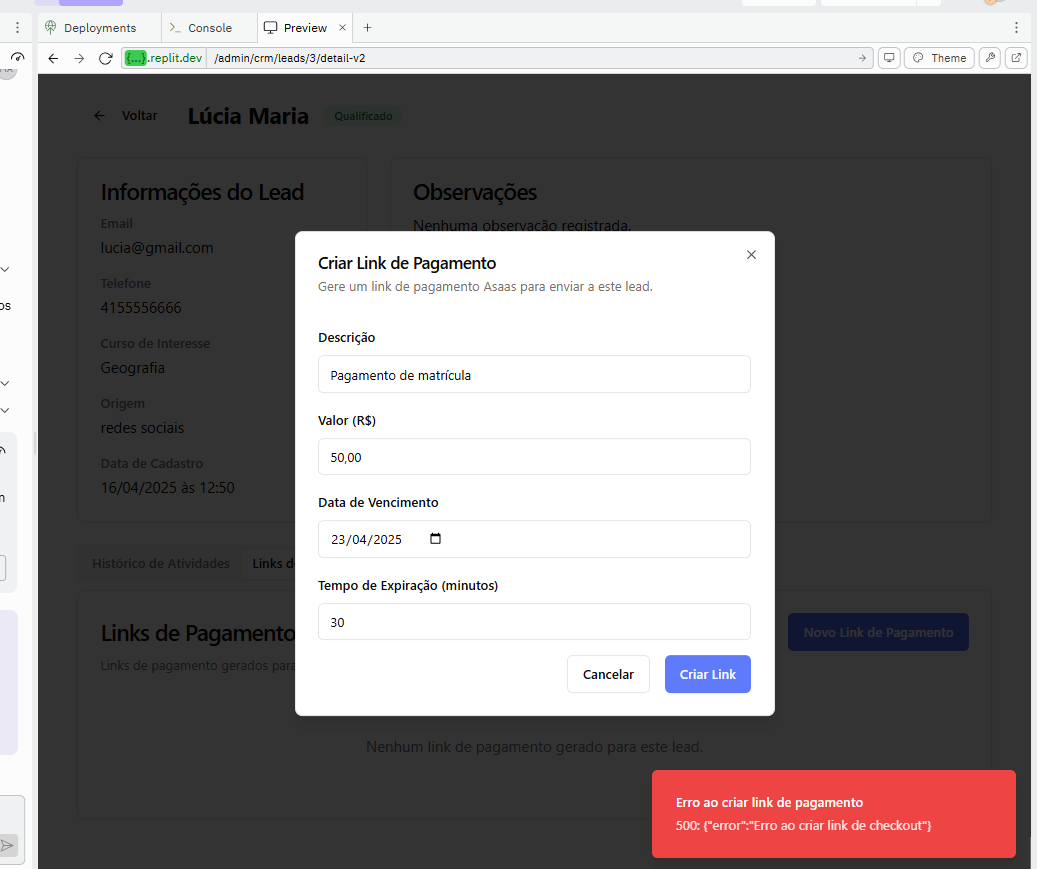 Deployments
Console
Preview
{...}.replit.dev
/admin/crm/leads/3/detail-v2
Theme
Voltar
Lúcia Maria
Qualificado
Informações do Lead
Email
lucia@gmail.com
Telefone
4155556666
Curso de Interesse
Geografia
Origem
redes sociais
Data de Cadastro
16/04/2025 às 12:50
Observações
Nenhuma observação registrada.
Criar Link de Pagamento
Gere um link de pagamento Asaas para enviar a este lead.
Descrição
Pagamento de matrícula
Valor (R$)
50,00
Data de Vencimento
23/04/2025
Tempo de Expiração (minutos)
30
Cancelar
Criar Link
Histórico de Atividades
Links d
Links de Pagamento
Links de pagamento gerados para
Novo Link de Pagamento
Nenhum link de pagamento gerado para este lead.
Erro ao criar link de pagamento
500: {"error":"Erro ao criar link de checkout"}